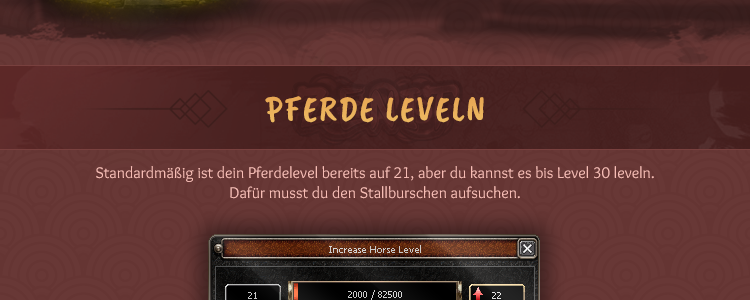 PFERDE LEVELN
Standardmäßig ist dein Pferdelevel bereits auf 21, aber du kannst es bis Level 30 leveln.
Dafür musst du den Stallburschen aufsuchen.
Increase Horse Level
21 2000 / 82500 22